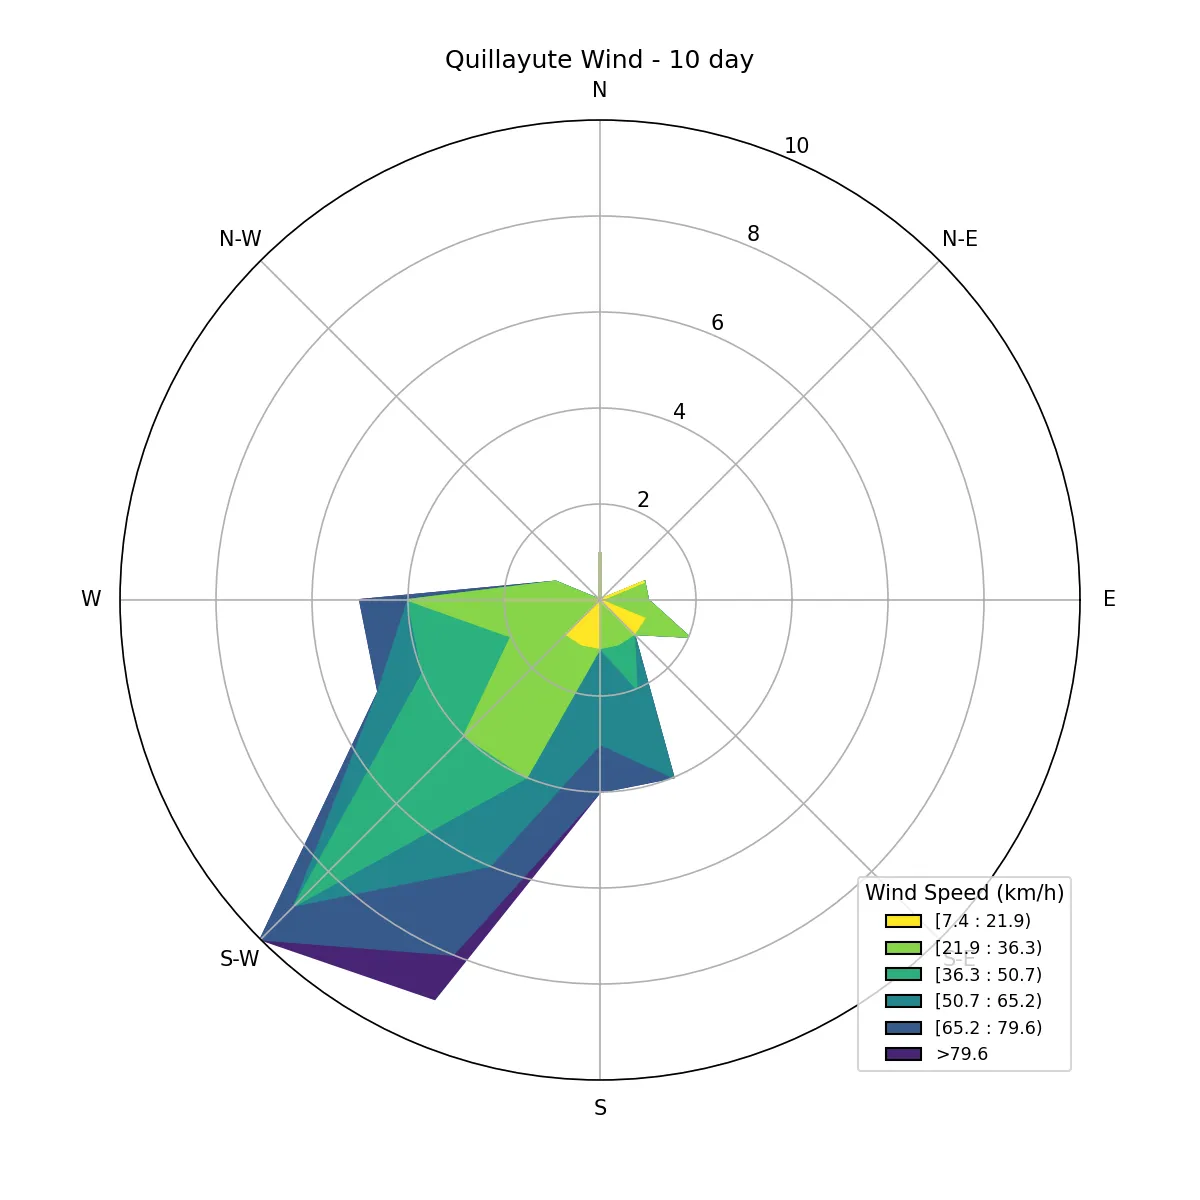 Quillayute Wind - 10 day
N
10
N-W
8
N-E
6
4
2
W
E
S-W
S-E
Wind Speed (km/h)
[7.4 : 21.9)
[21.9 : 36.3)
[36.3 : 50.7)
[50.7 : 65.2)
[65.2 : 79.6)
>79.6
S